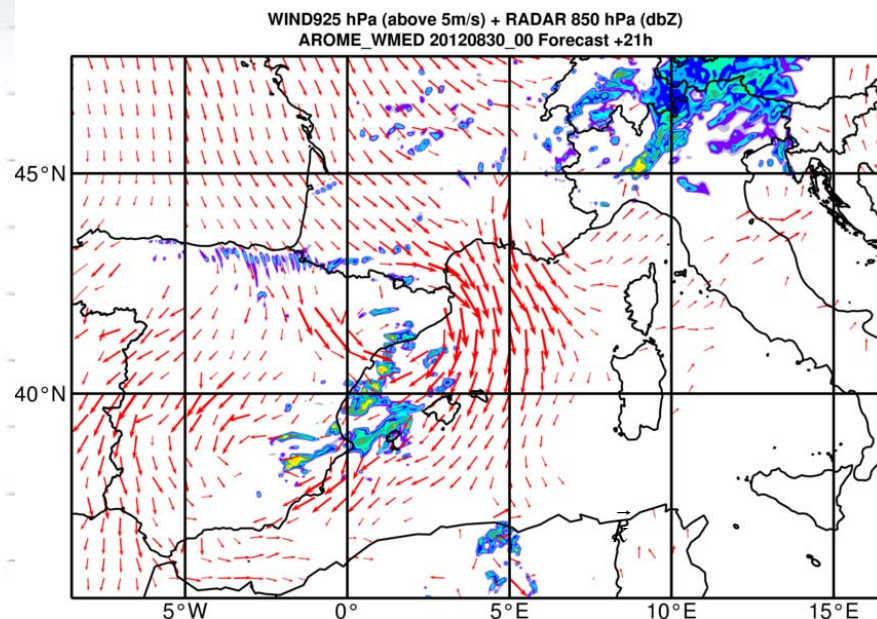 WIND925 hPa (above 5m/s) + RADAR 850 hPa (dbZ)
AROME_WMED 20120830_00 Forecast +21h
45°N
40°N
5°W
0°
5°E
10°E
15°E